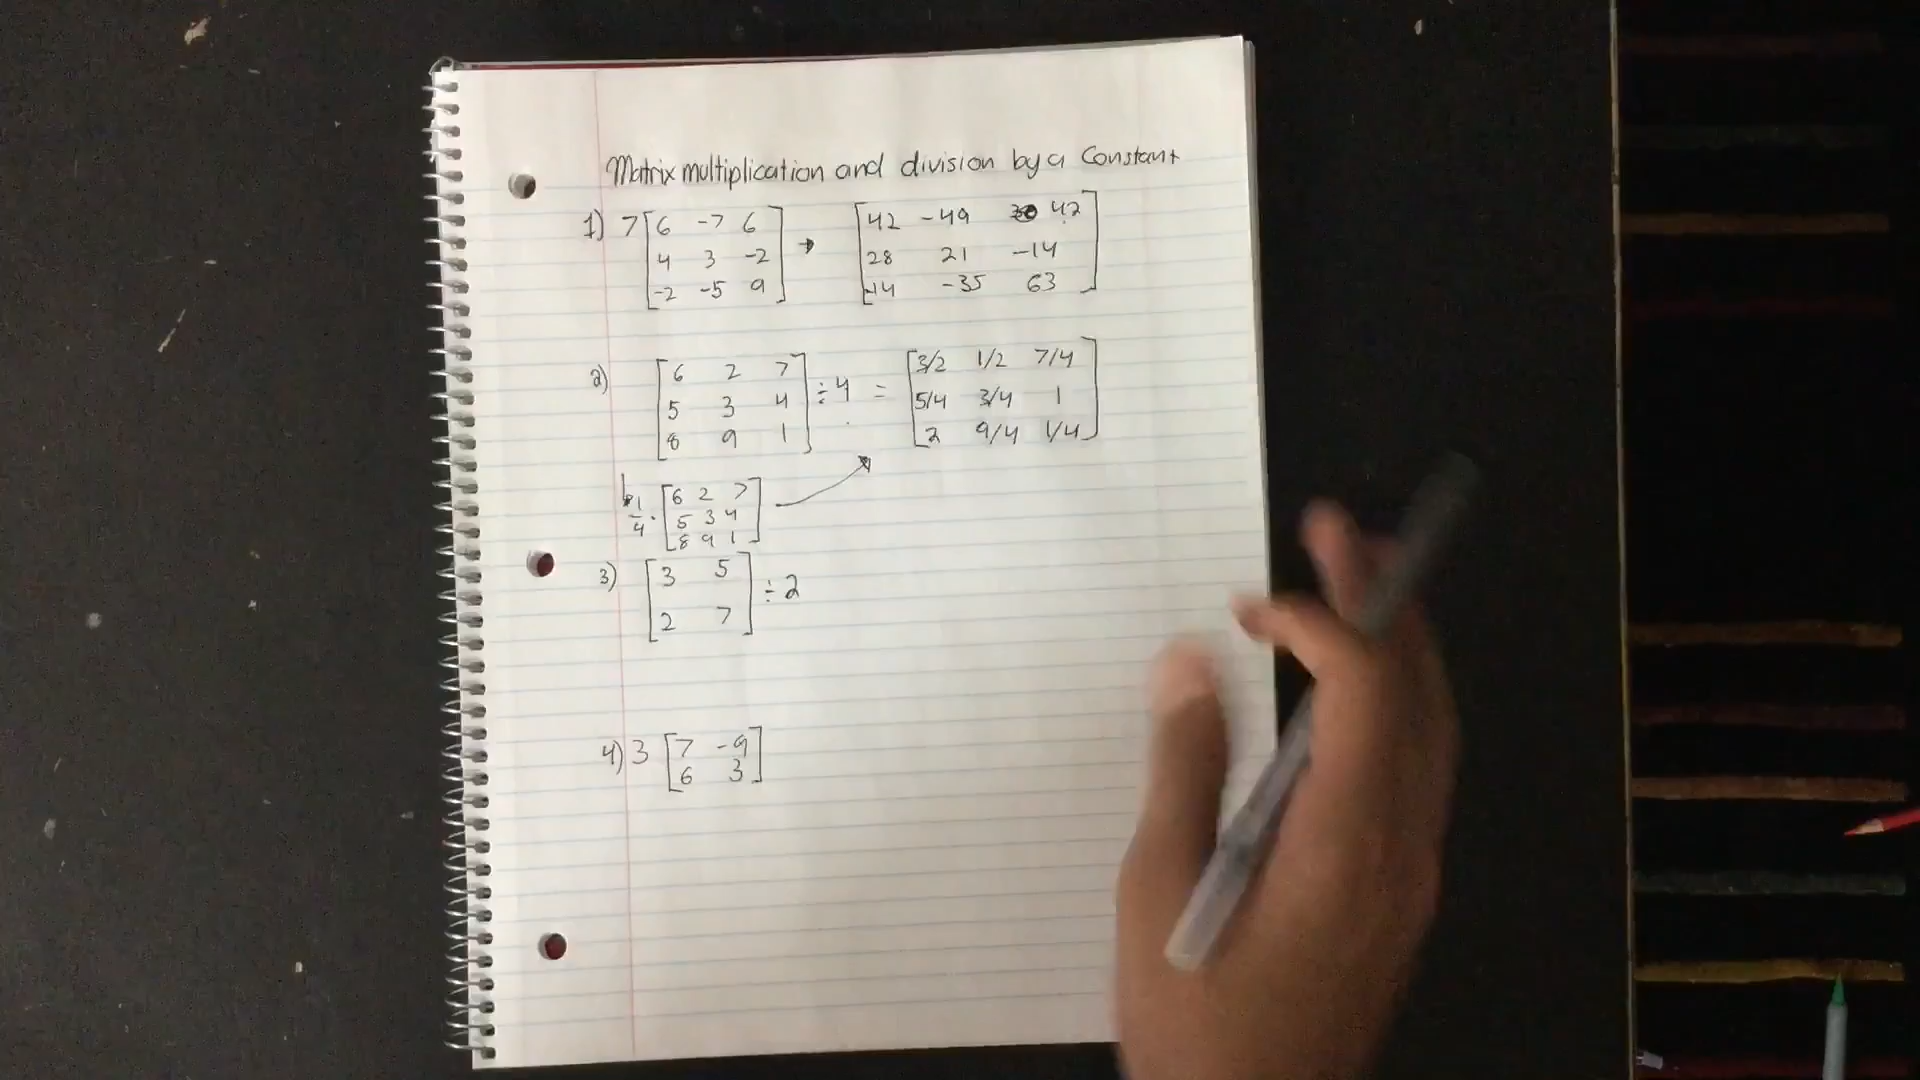 Matrix multiplication and division by a Constant
1) 7 [6 -7 6] → [42 -49 42]
[4 3 -2] [28 21 -14]
[-2 -5 9] [-14 -35 63]
2) [6 2 7] ÷ 4 = [3/2 1/2 7/4]
[5 3 4] [5/4 3/4 1]
[8 9 1] [2 9/4 1/4]
1/4 · [6 2 7]
[5 3 4]
[8 9 1]
3) [3 5] ÷ 2
[2 7]
4) 3 [7 -9]
[6 3]